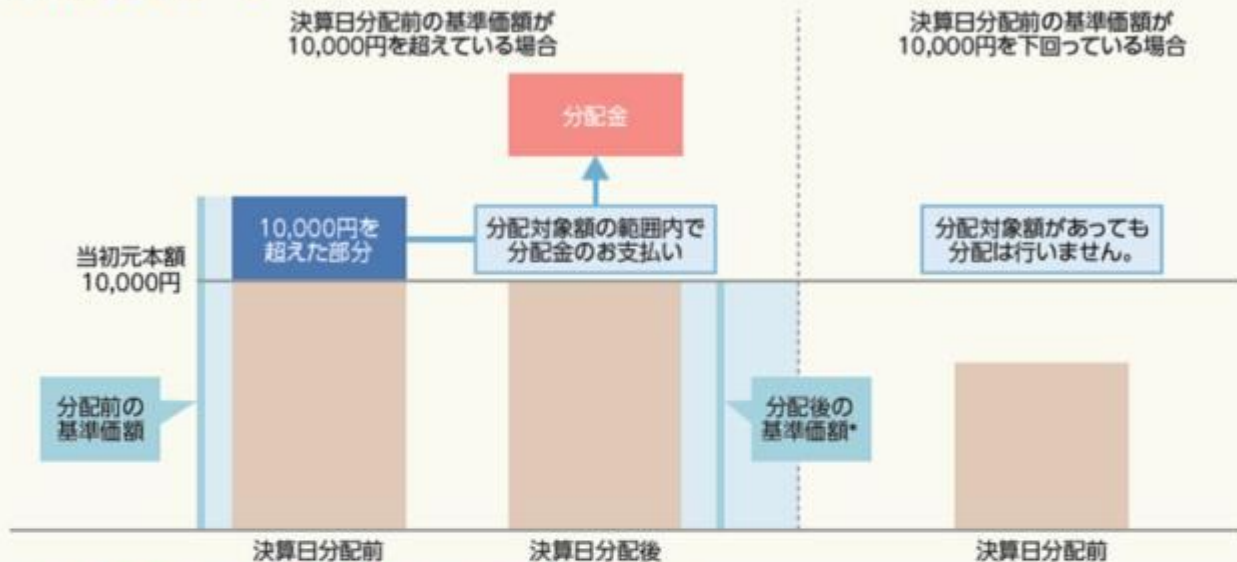 決算日分配前の基準価額が
10,000円を超えている場合
決算日分配前の基準価額が
10,000円を下回っている場合
分配金
10,000円を
超えた部分
分配対象額の範囲内で
分配金のお支払い
分配対象額があっても
分配は行いません。
当初元本額
10,000円
分配前の
基準価額
分配後の
基準価額*
決算日分配前
決算日分配後
決算日分配前